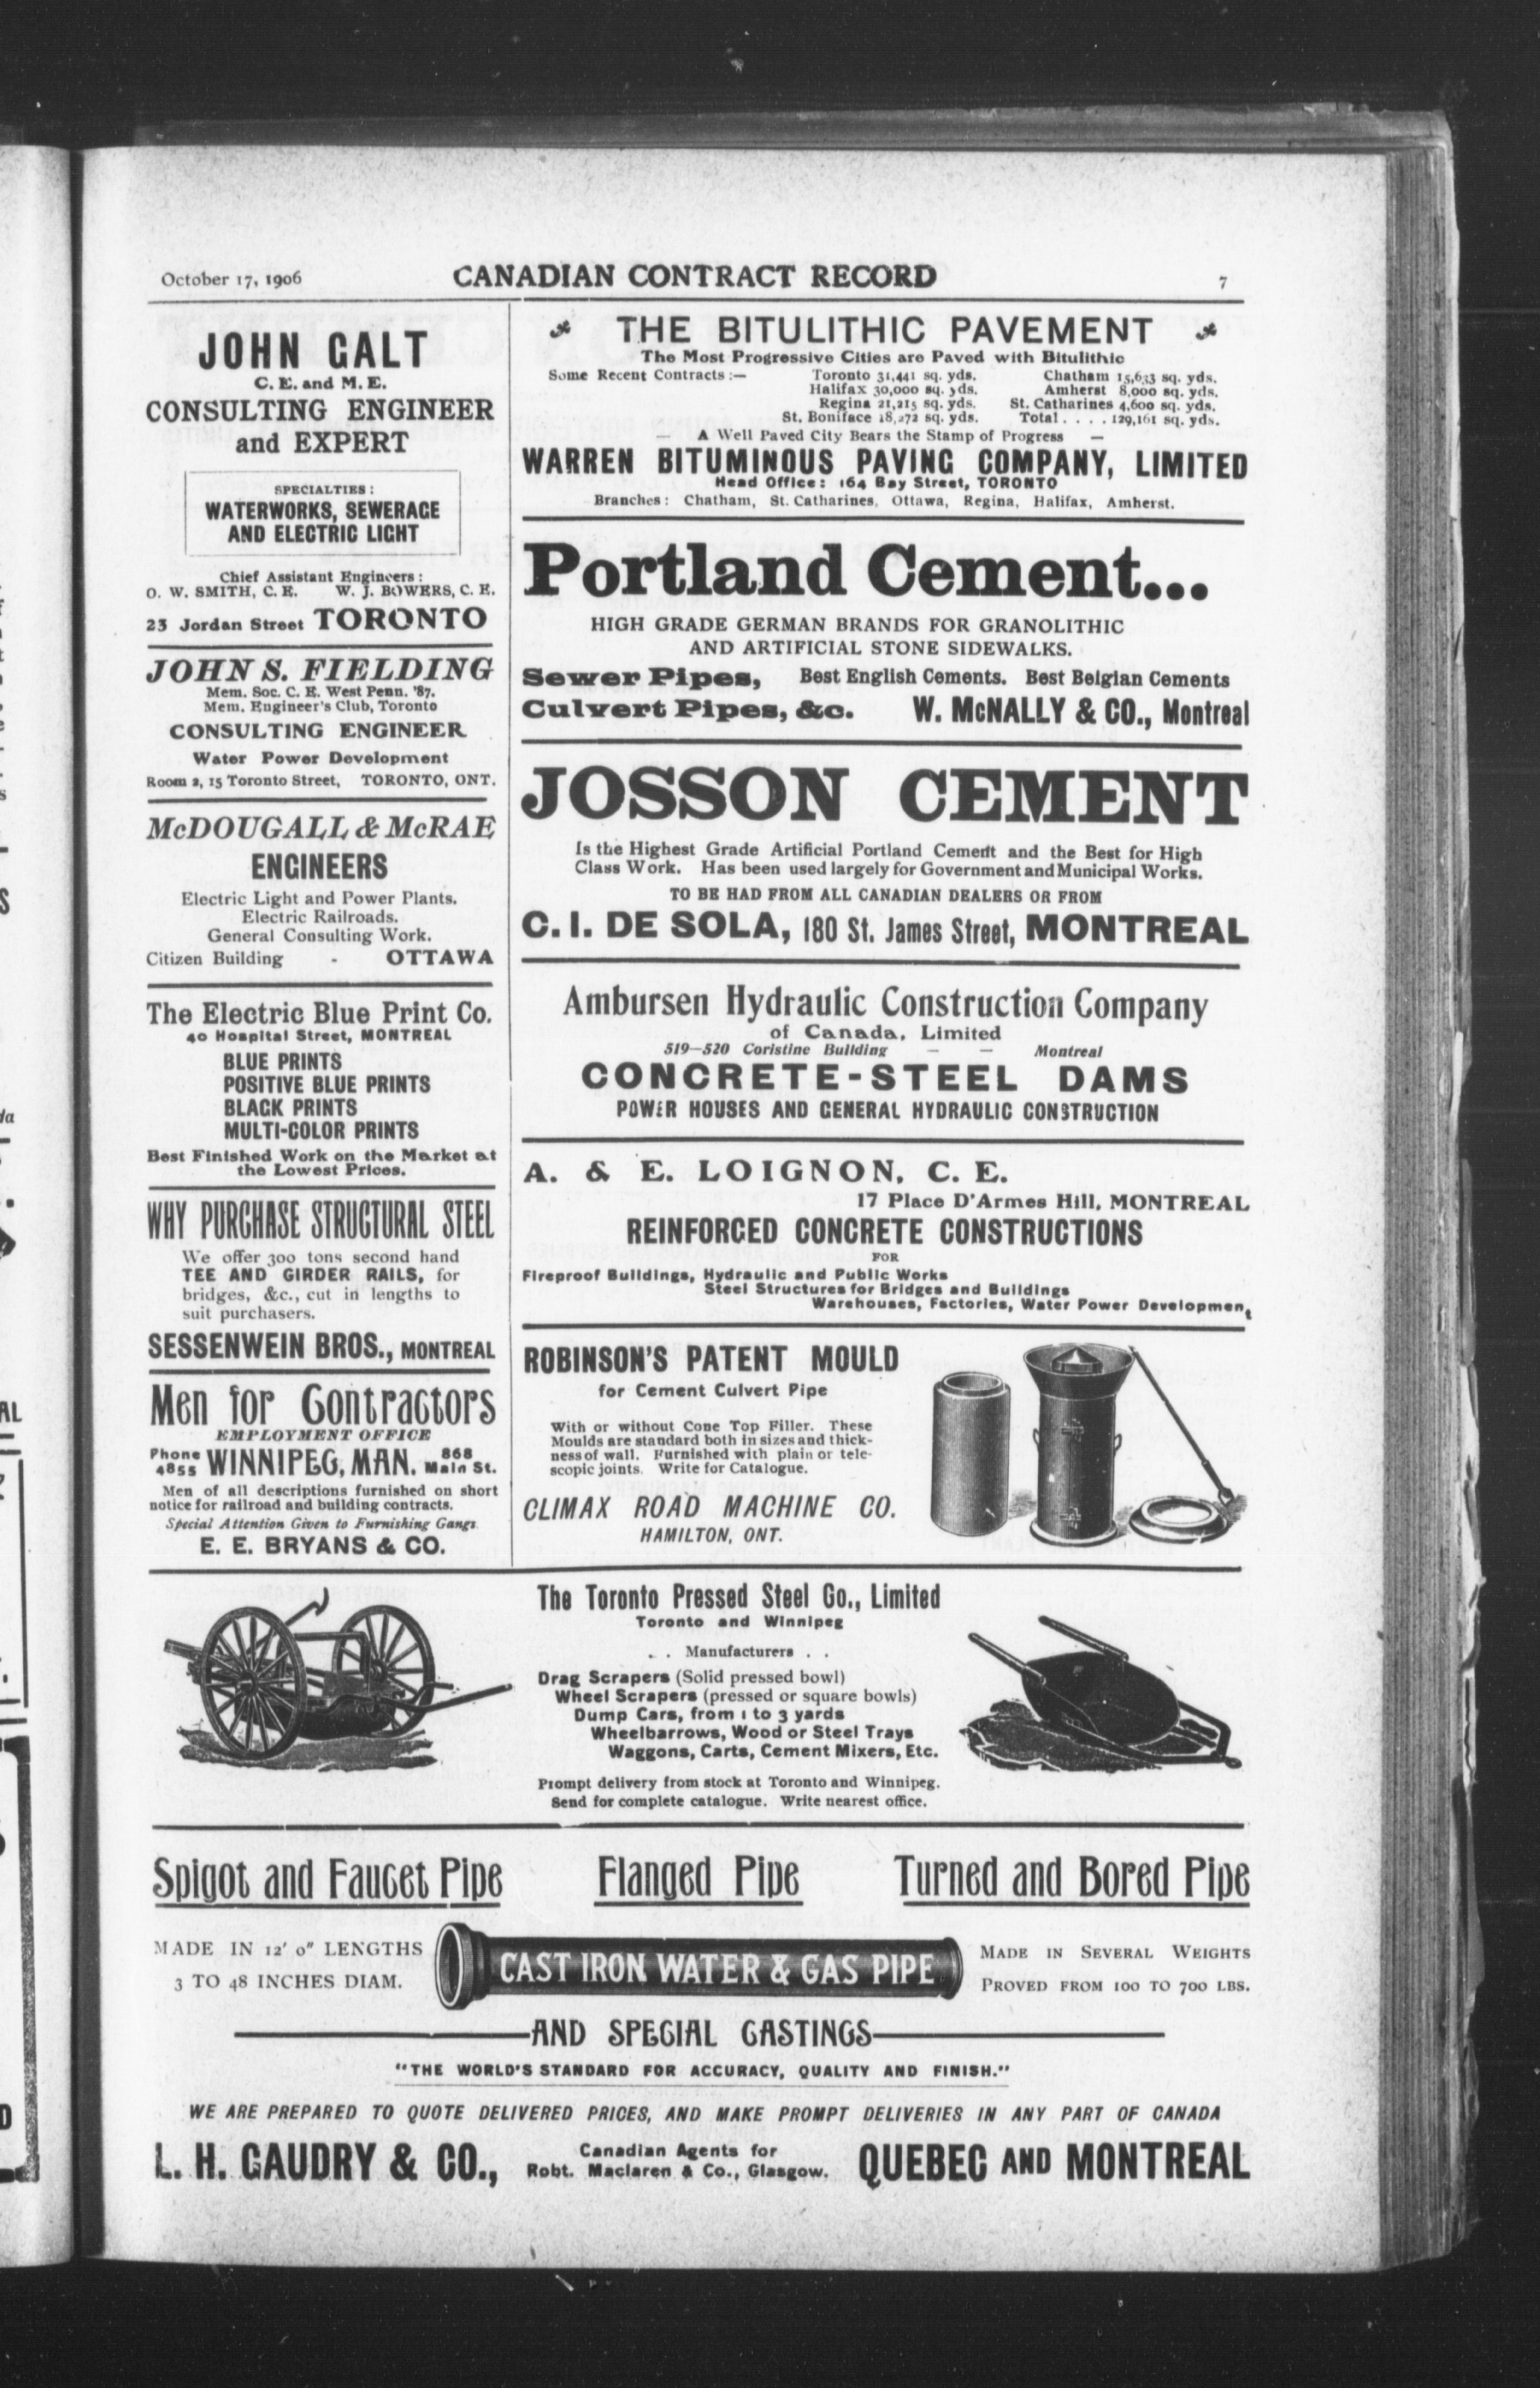 October 17, 1906
CANADIAN CONTRACT RECORD
7
JOHN GALT
C. E. and M. E.
CONSULTING ENGINEER
and EXPERT
SPECIALTIES :
WATERWORKS, SEWERAGE
AND ELECTRIC LIGHT
Chief Assistant Engineers :
O. W. SMITH, C. E. W. J. BOWERS, C. E.
23 Jordan Street TORONTO
JOHN S. FIELDING
Mem. Soc. C. E. West Penn. '87.
Mem. Engineer's Club, Toronto
CONSULTING ENGINEER
Water Power Development
Room 2, 15 Toronto Street, TORONTO, ONT.
McDOUGALL & McRAE
ENGINEERS
Electric Light and Power Plants.
Electric Railroads.
General Consulting Work.
Citizen Building - OTTAWA
The Electric Blue Print Co.
40 Hospital Street, MONTREAL
BLUE PRINTS
POSITIVE BLUE PRINTS
BLACK PRINTS
MULTI-COLOR PRINTS
Best Finished Work on the Market at
the Lowest Prices.
WHY PURCHASE STRUCTURAL STEEL
We offer 300 tons second hand
TEE AND GIRDER RAILS, for
bridges, &c., cut in lengths to
suit purchasers.
SESSENWEIN BROS., MONTREAL
Men for Contractors
EMPLOYMENT OFFICE
Phone 4855 WINNIPEG, MAN. 868 Main St.
Men of all descriptions furnished on short
notice for railroad and building contracts.
Special Attention Given to Furnishing Gangs
E. E. BRYANS & CO.
THE BITULITHIC PAVEMENT
The Most Progressive Cities are Paved with Bitulithic
Some Recent Contracts :— Toronto 31,441 sq. yds. Chatham 15,633 sq. yds.
Halifax 30,000 sq. yds. Amherst 8,000 sq. yds.
Regina 21,215 sq. yds. St. Catharines 4,600 sq. yds.
St. Boniface 18,272 sq. yds. Total . . . . 129,161 sq. yds.
— A Well Paved City Bears the Stamp of Progress —
WARREN BITUMINOUS PAVING COMPANY, LIMITED
Head Office: 164 Bay Street, TORONTO
Branches: Chatham, St. Catharines, Ottawa, Regina, Halifax, Amherst.
Portland Cement...
HIGH GRADE GERMAN BRANDS FOR GRANOLITHIC
AND ARTIFICIAL STONE SIDEWALKS.
Sewer Pipes, Best English Cements. Best Belgian Cements
Culvert Pipes, &c. W. McNALLY & CO., Montreal
JOSSON CEMENT
Is the Highest Grade Artificial Portland Cement and the Best for High
Class Work. Has been used largely for Government and Municipal Works.
TO BE HAD FROM ALL CANADIAN DEALERS OR FROM
C. I. DE SOLA, 180 St. James Street, MONTREAL
Ambursen Hydraulic Construction Company
of Canada, Limited
519—520 Coristine Building — — Montreal
CONCRETE-STEEL DAMS
POWER HOUSES AND GENERAL HYDRAULIC CONSTRUCTION
A. & E. LOIGNON, C. E.
17 Place D'Armes Hill, MONTREAL
REINFORCED CONCRETE CONSTRUCTIONS
FOR
Fireproof Buildings, Hydraulic and Public Works
Steel Structures for Bridges and Buildings
Warehouses, Factories, Water Power Development
ROBINSON'S PATENT MOULD
for Cement Culvert Pipe
With or without Cone Top Filler. These
Moulds are standard both in sizes and thick-
ness of wall. Furnished with plain or tele-
scopic joints. Write for Catalogue.
CLIMAX ROAD MACHINE CO.
HAMILTON, ONT.
The Toronto Pressed Steel Co., Limited
Toronto and Winnipeg
. . Manufacturers . .
Drag Scrapers (Solid pressed bowl)
Wheel Scrapers (pressed or square bowls)
Dump Cars, from 1 to 3 yards
Wheelbarrows, Wood or Steel Trays
Waggons, Carts, Cement Mixers, Etc.
Prompt delivery from stock at Toronto and Winnipeg.
Send for complete catalogue. Write nearest office.
Spigot and Faucet Pipe Flanged Pipe Turned and Bored Pipe
MADE IN 12' 0" LENGTHS
3 TO 48 INCHES DIAM.
CAST IRON WATER & GAS PIPE
MADE IN SEVERAL WEIGHTS
PROVED FROM 100 TO 700 LBS.
AND SPECIAL CASTINGS
"THE WORLD'S STANDARD FOR ACCURACY, QUALITY AND FINISH."
WE ARE PREPARED TO QUOTE DELIVERED PRICES, AND MAKE PROMPT DELIVERIES IN ANY PART OF CANADA
L. H. GAUDRY & CO., Canadian Agents for
Robt. Maclaren & Co., Glasgow. QUEBEC AND MONTREAL